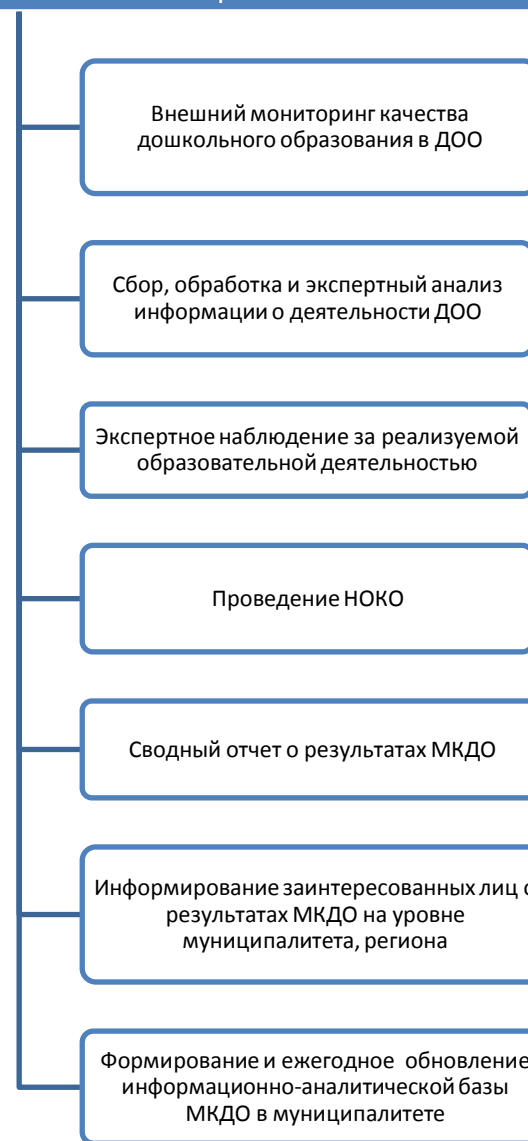 Внешний мониторинг качества
дошкольного образования в ДОО
Сбор, обработка и экспертный анализ
информации о деятельности ДОО
Экспертное наблюдение за реализуемой
образовательной деятельностью
Проведение НОКО
Сводный отчет о результатах МКДО
Информирование заинтересованных лиц о
результатах МКДО на уровне
муниципалитета, региона
Формирование и ежегодное обновление
информационно-аналитической базы
МКДО в муниципалитете